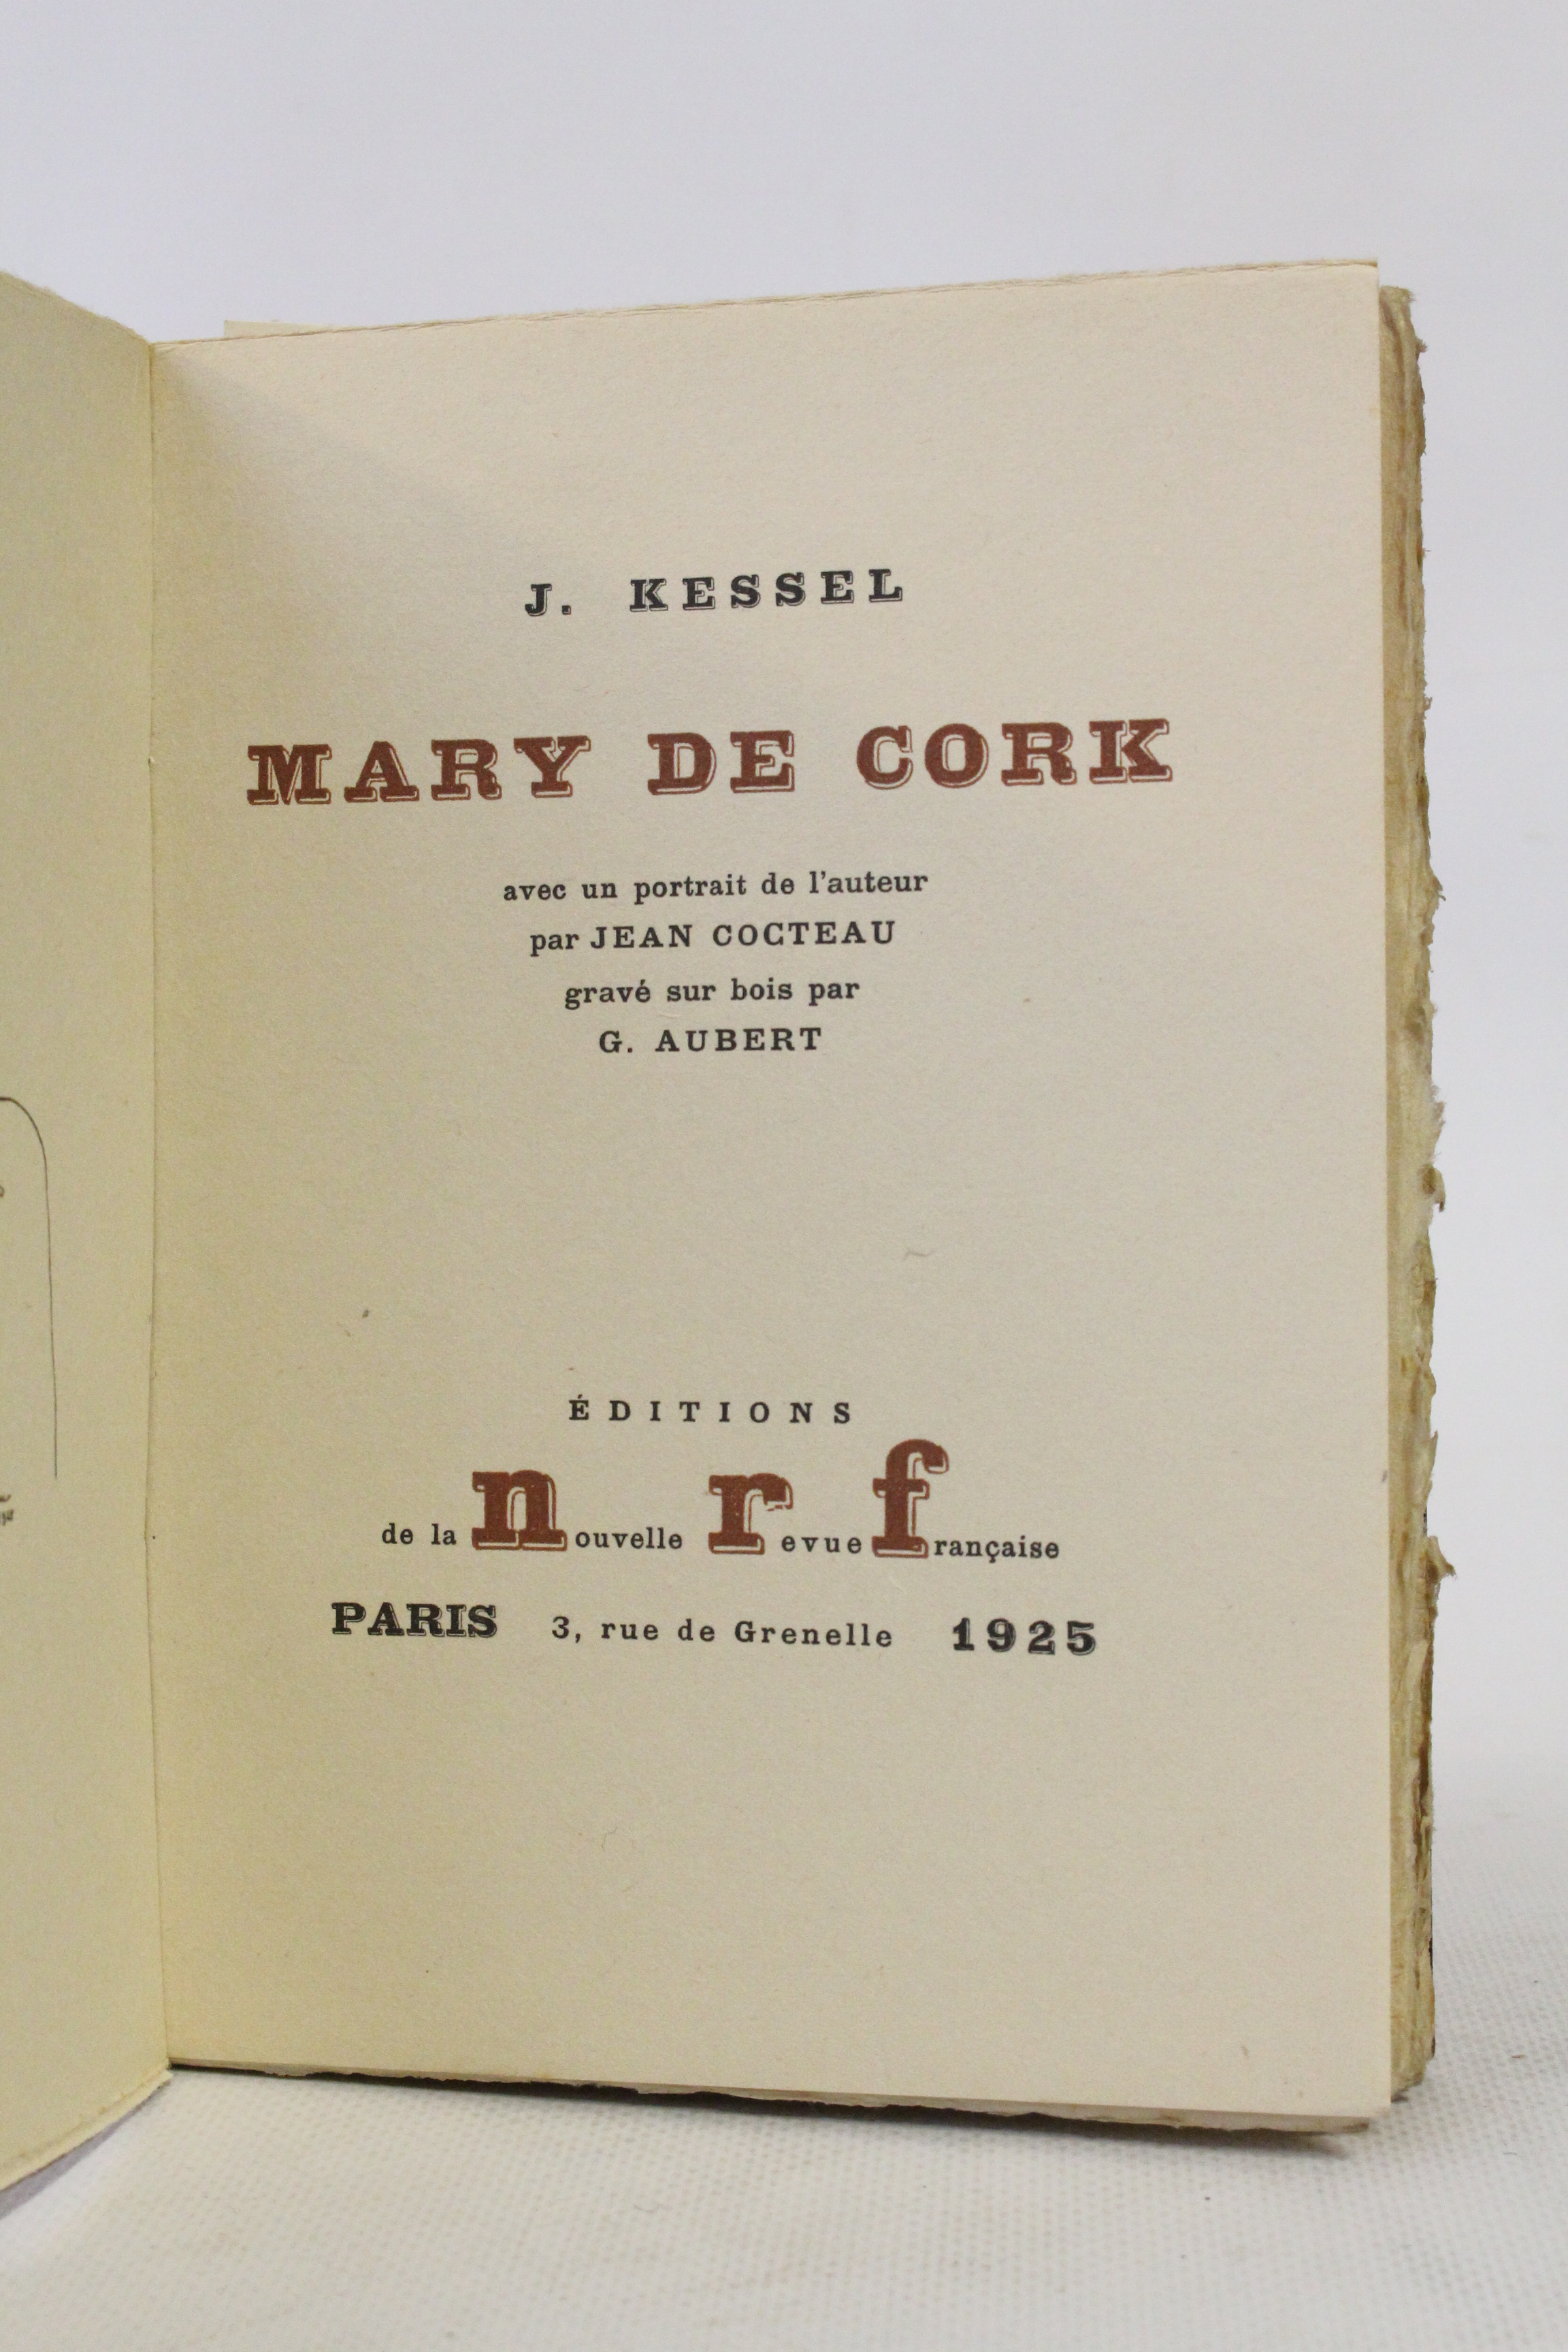 J. KESSEL
MARY DE CORK
avec un portrait de l'auteur
par JEAN COCTEAU
gravé sur bois par
G. AUBERT
ÉDITIONS
de la nouvelle revue française
PARIS 3, rue de Grenelle 1925